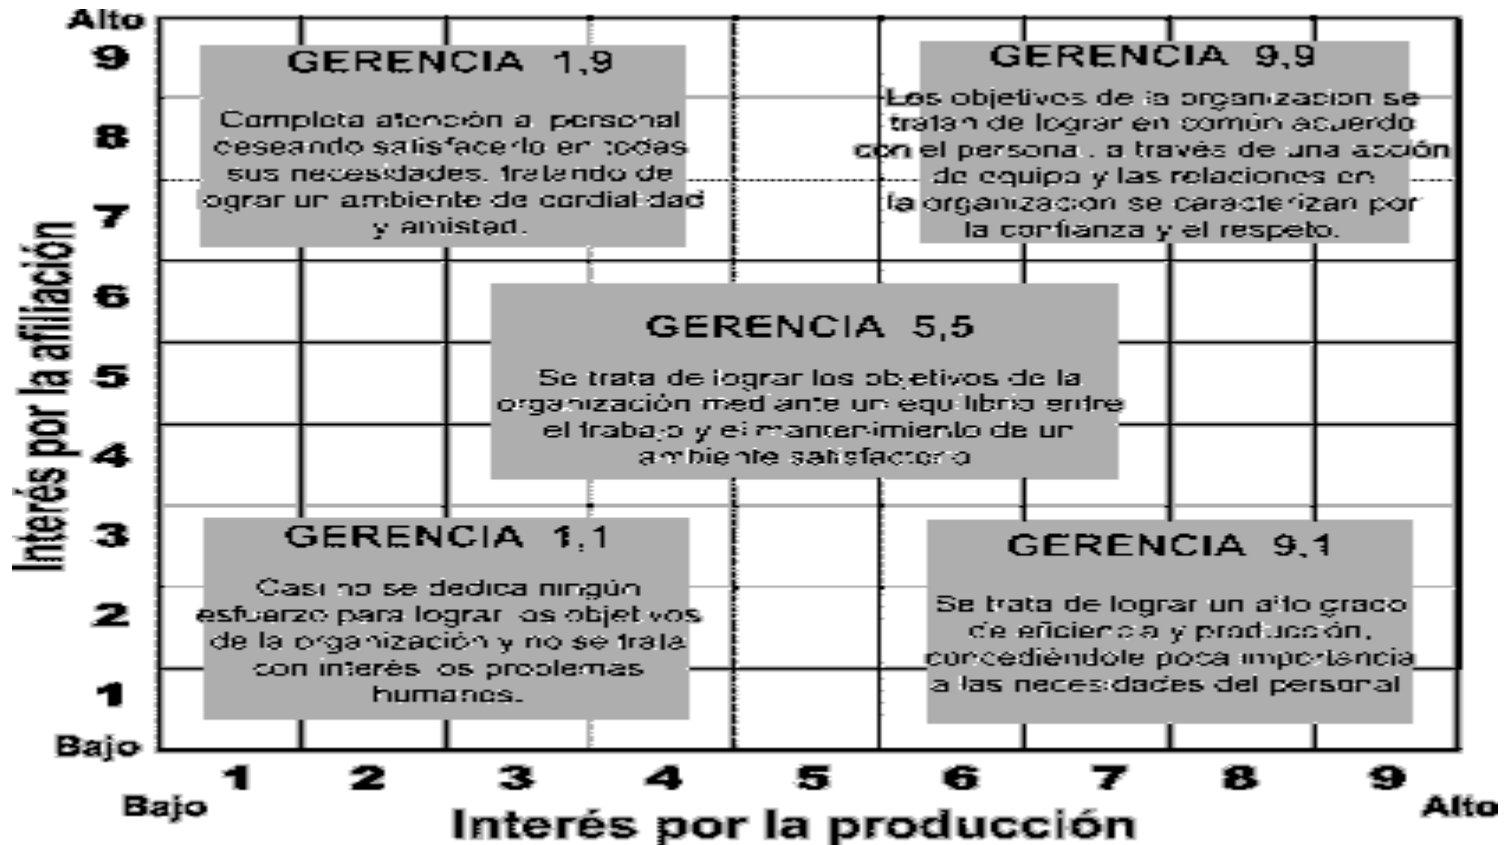 Alto
9
8
7
6
5
4
3
2
1
Bajo
Interés por la afiliación
GERENCIA 1,9
Completa atención al personal
deseando satisfacerlo en todas
sus necesidades, tratando de
lograr un ambiente de cordialidad
y amistad.
GERENCIA 9,9
Los objetivos de la organización se
tratan de lograr en común acuerdo
con el personal, a través de una acción
de equipo y las relaciones en
la organización se caracterizan por
la confianza y el respeto.
GERENCIA 5,5
Se trata de lograr los objetivos de la
organización mediante un equilibrio entre
el trabajo y el mantenimiento de un
ambiente satisfactorio
GERENCIA 1,1
Casi no se dedica ningún
esfuerzo para lograr los objetivos
de la organización y no se trata
con interés los problemas
humanos.
GERENCIA 9,1
Se trata de lograr un alto grado
de eficiencia y producción,
concediéndole poca importancia
a las necesidades del personal
1 2 3 4 5 6 7 8 9
Bajo
Alto
Interés por la producción